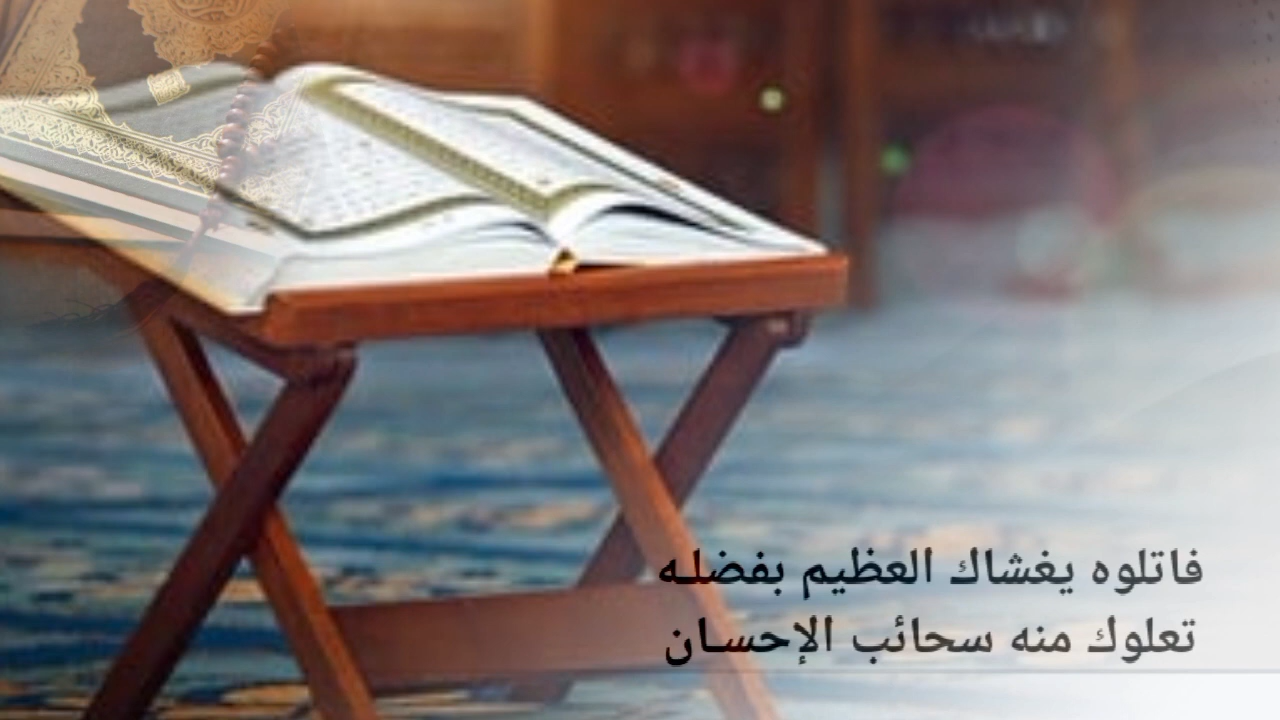 فاتلوه يغشاك العظيم بفضله
تعلوك منه سحائب الإحسان